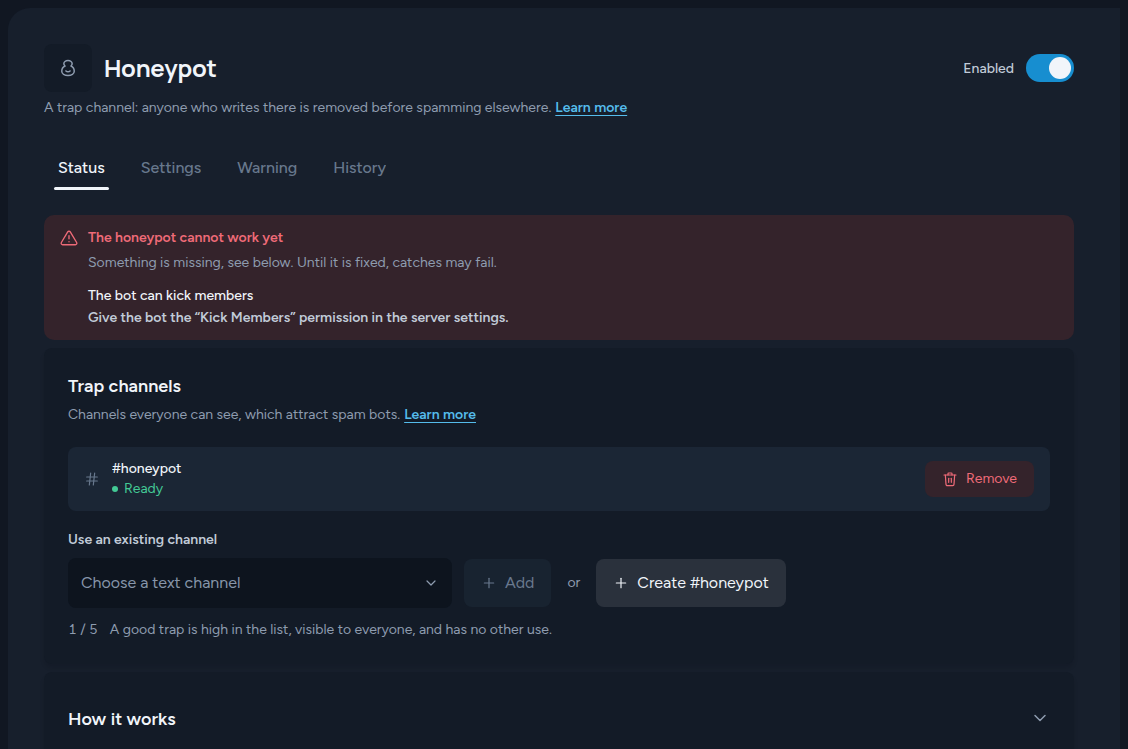 Honeypot
Enabled
A trap channel: anyone who writes there is removed before spamming elsewhere. Learn more
Status Settings Warning History
The honeypot cannot work yet
Something is missing, see below. Until it is fixed, catches may fail.
The bot can kick members
Give the bot the “Kick Members” permission in the server settings.
Trap channels
Channels everyone can see, which attract spam bots. Learn more
# #honeypot
Ready
Remove
Use an existing channel
Choose a text channel + Add or + Create #honeypot
1 / 5 A good trap is high in the list, visible to everyone, and has no other use.
How it works